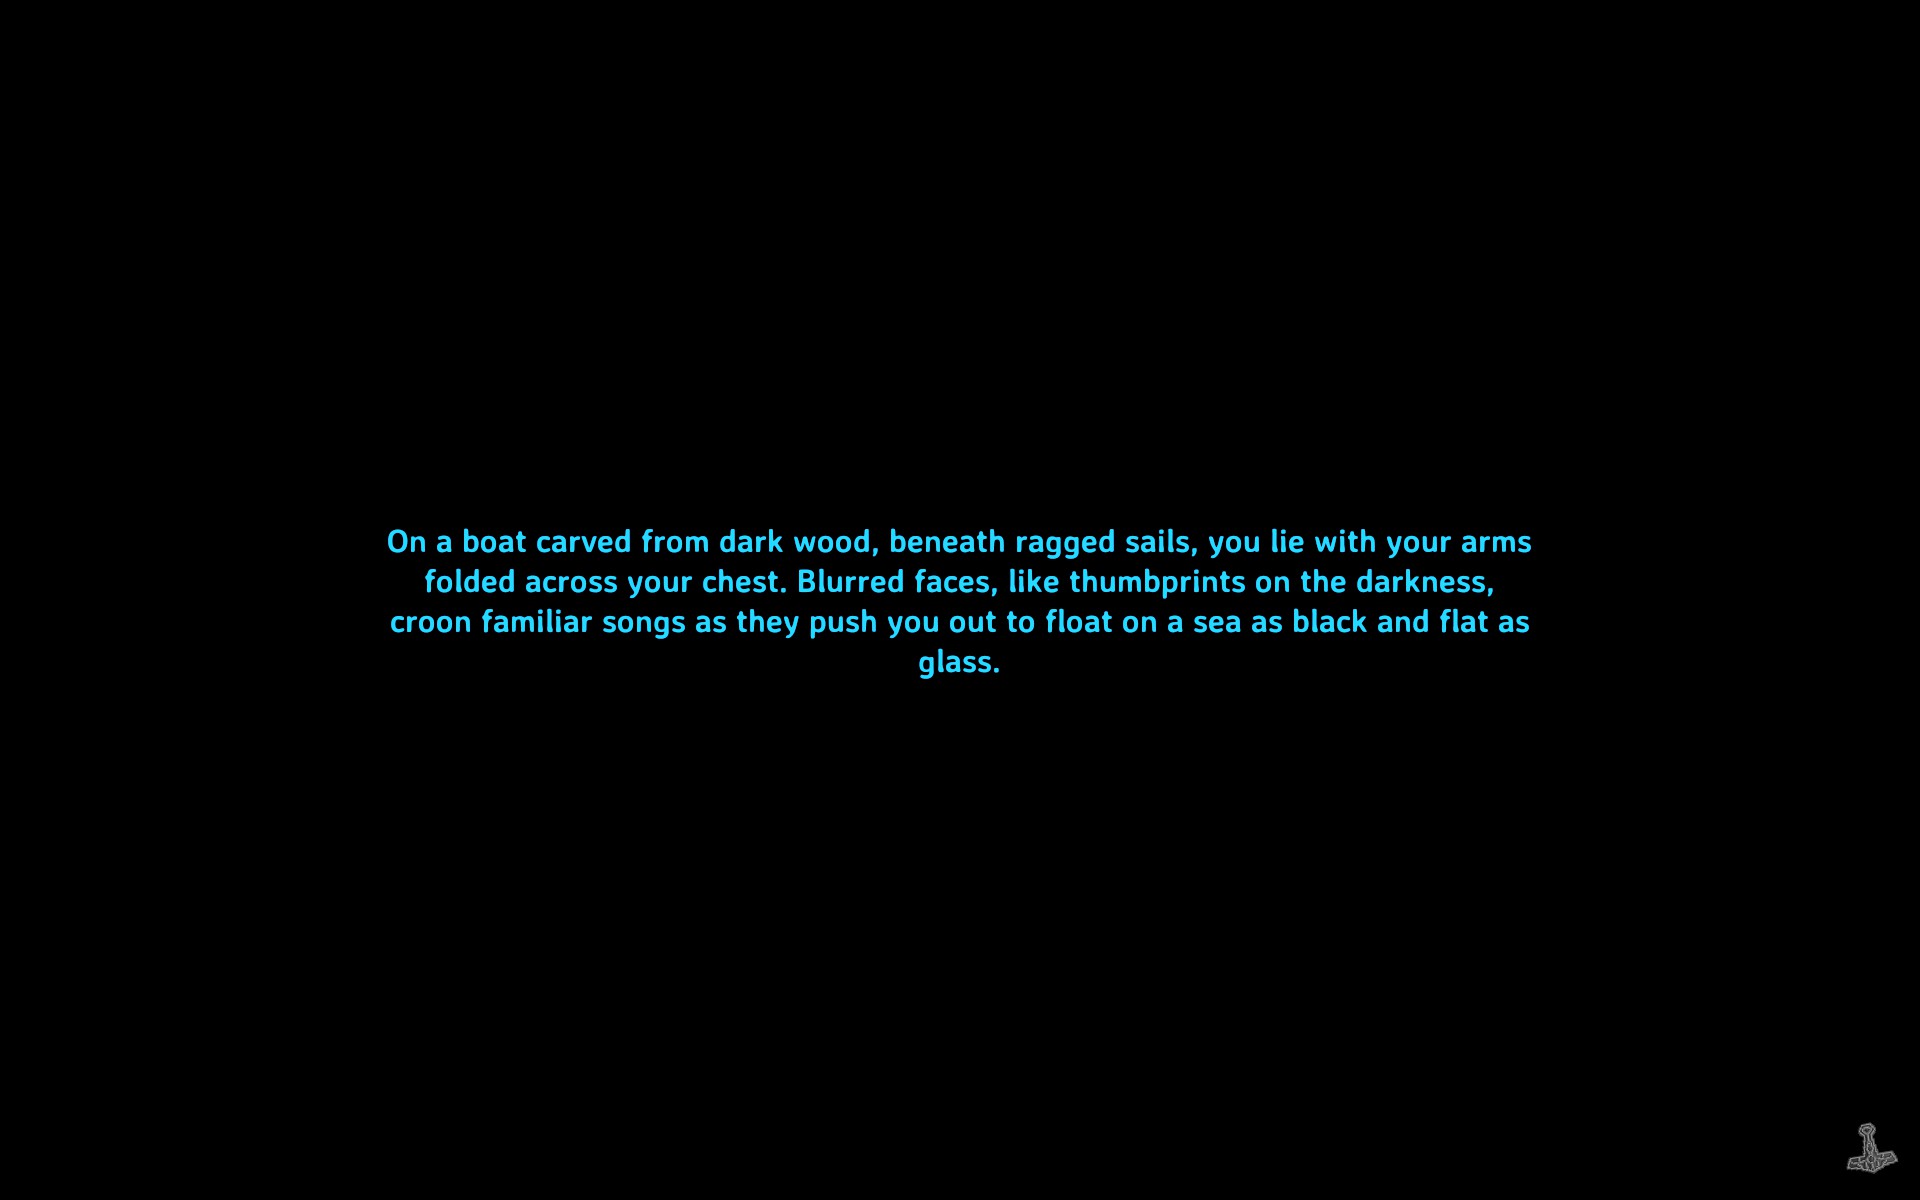 On a boat carved from dark wood, beneath ragged sails, you lie with your arms
folded across your chest. Blurred faces, like thumbprints on the darkness,
croon familiar songs as they push you out to float on a sea as black and flat as
glass.